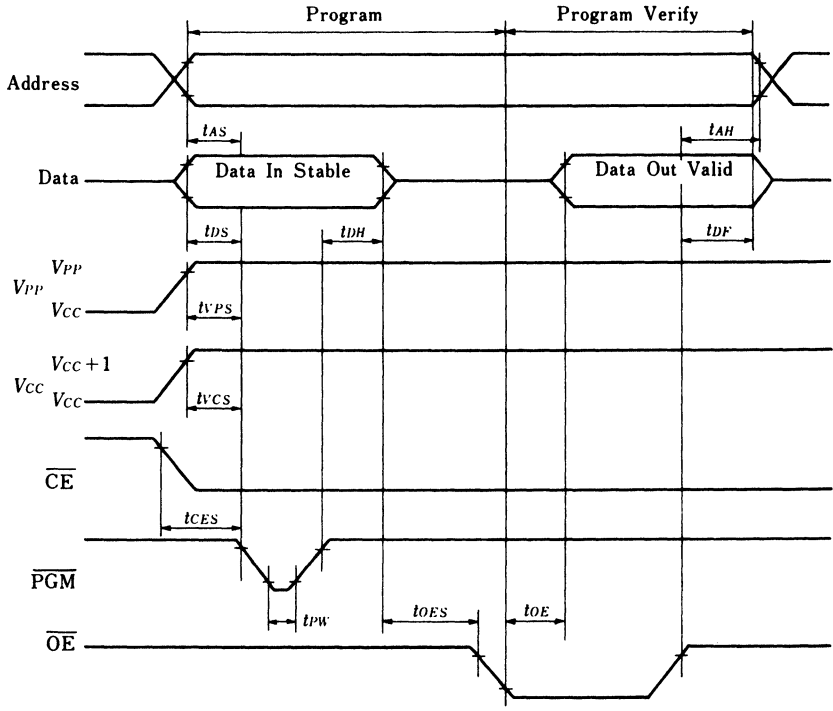 Program Program Verify
Address
tAS tAH
Data Data In Stable Data Out Valid
tDS tDH tDF
VPP
VPP
VCC
tVPS
VCC+1
VCC
VCC
tVCS
CE
tCES
PGM
tPW tOES tOE
OE